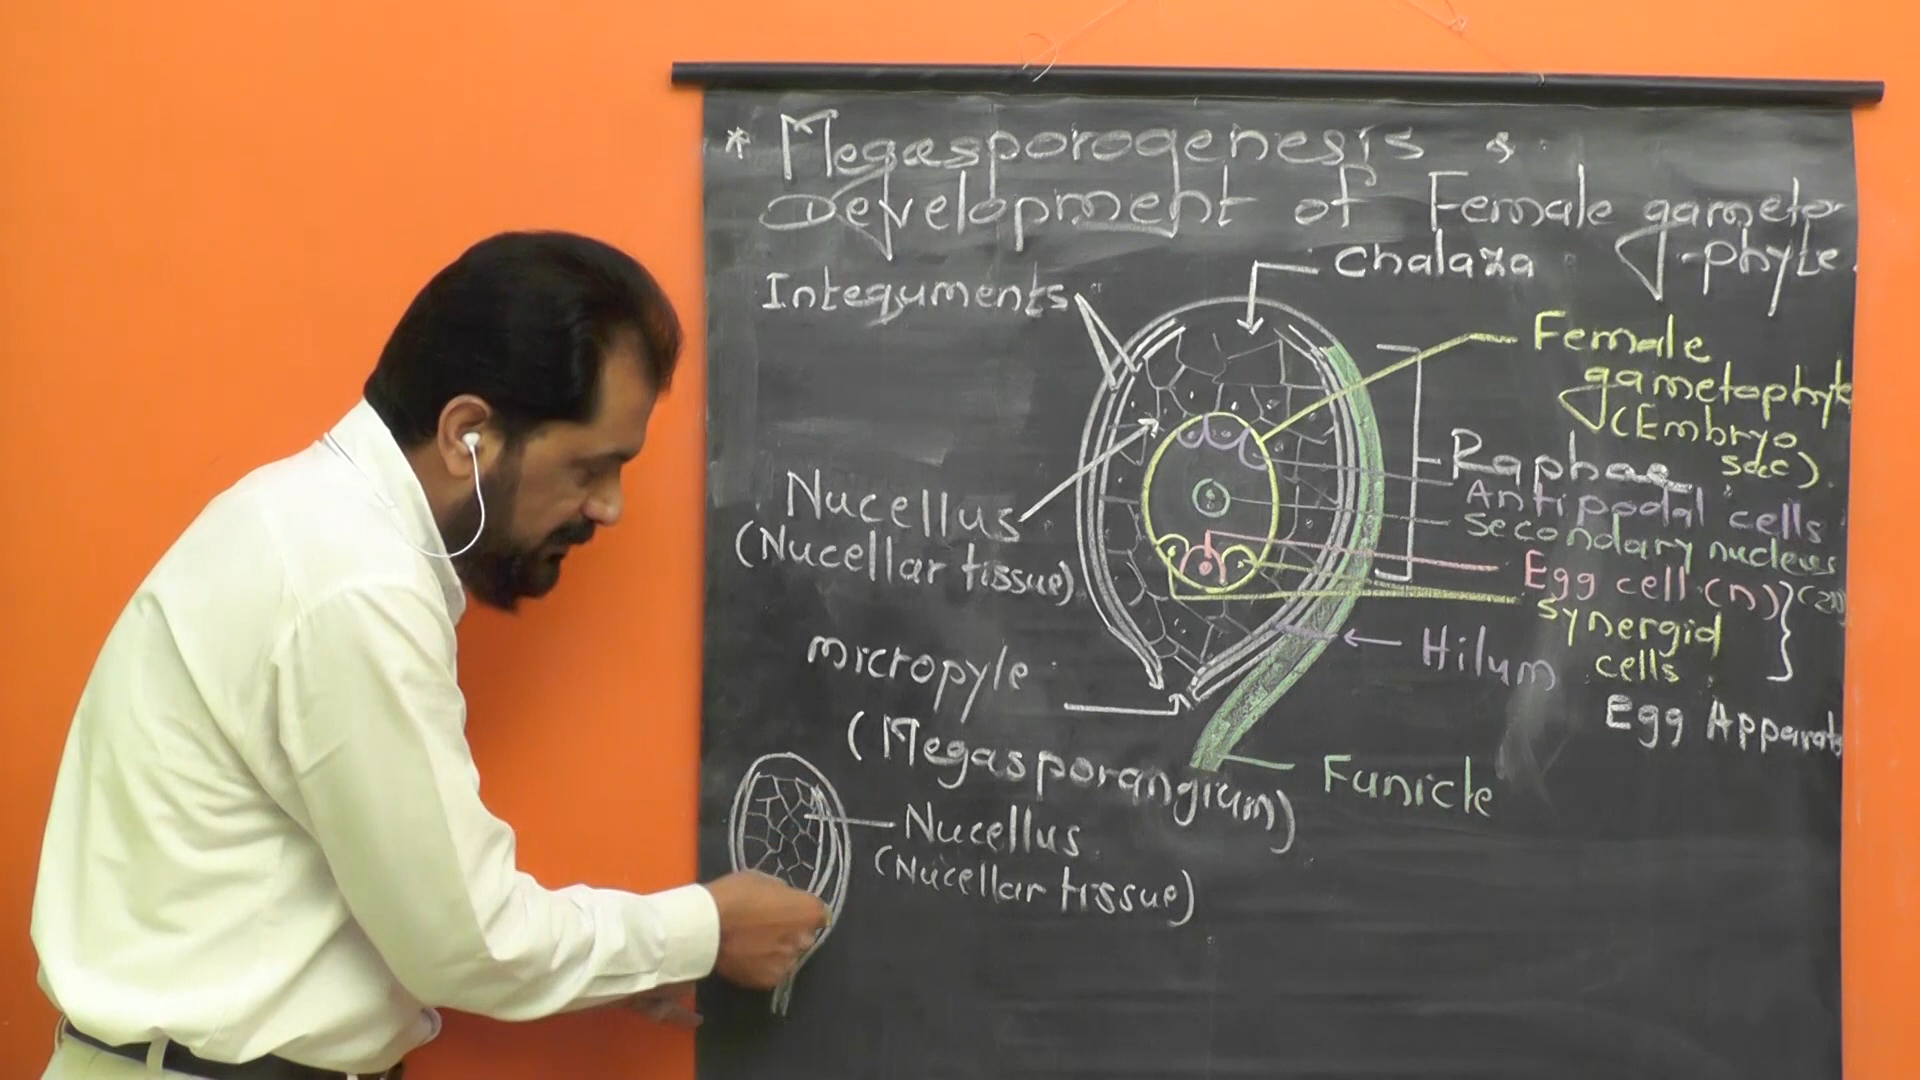 * Megasporogenesis &
Development of Female gameto-
-phyte.
Chalaza
Integuments
Female
gametophyte
(Embryo
sac)
Raphae
Nucellus
(Nucellar tissue)
Antipodal cells
Secondary nucleus
Egg cell (n)
Synergid
cells
Hilum
micropyle
Egg Apparatus
(Megasporangium)
Funicle
Nucellus
(Nucellar tissue)